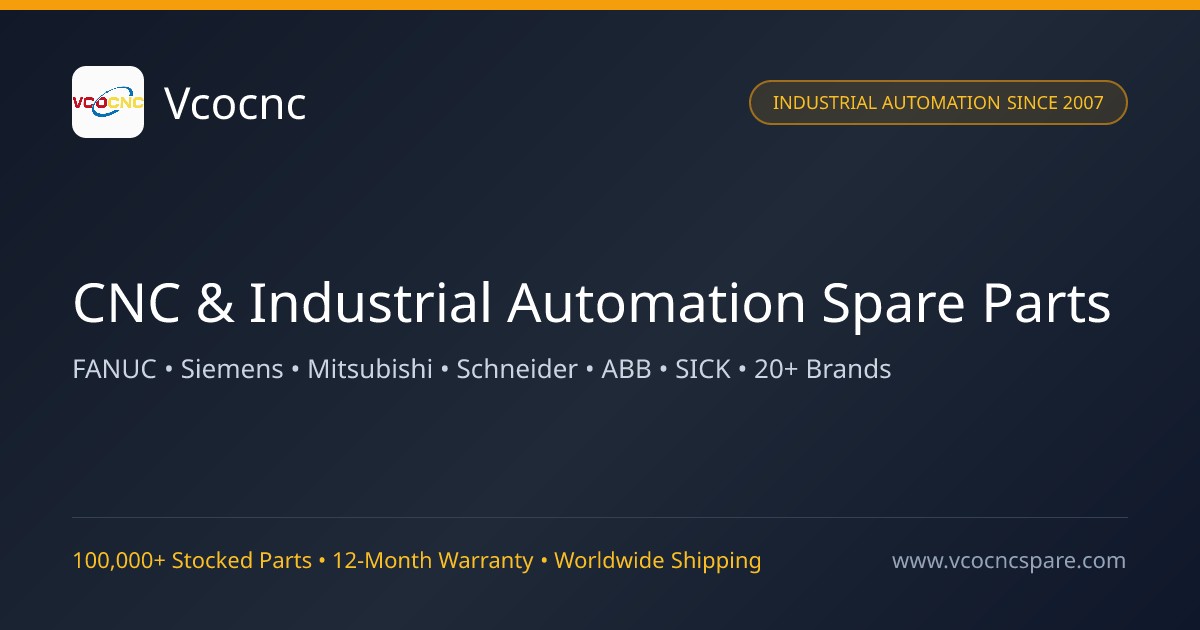 VCOCNC
Vcocnc
INDUSTRIAL AUTOMATION SINCE 2007
CNC & Industrial Automation Spare Parts
FANUC • Siemens • Mitsubishi • Schneider • ABB • SICK • 20+ Brands
100,000+ Stocked Parts • 12-Month Warranty • Worldwide Shipping
www.vcocncspare.com